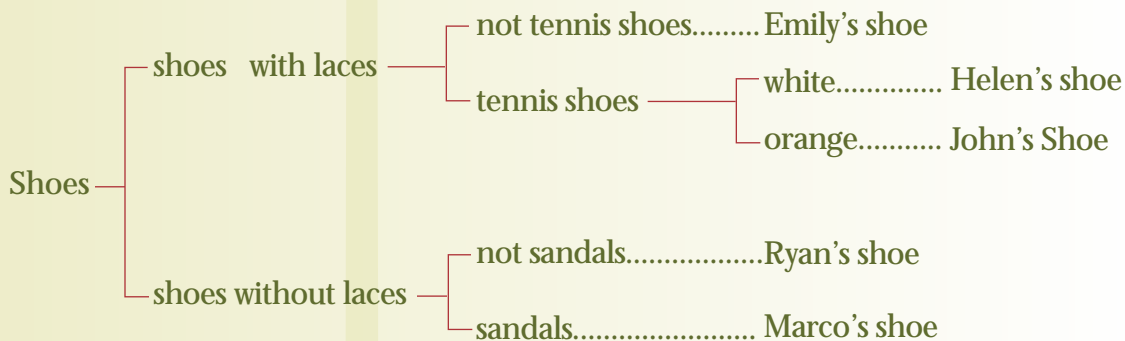 not tennis shoes......... Emily's shoe
shoes with laces
white.............. Helen's shoe
tennis shoes
orange........... John's Shoe
Shoes
not sandals..................Ryan's shoe
shoes without laces
sandals........................ Marco's shoe